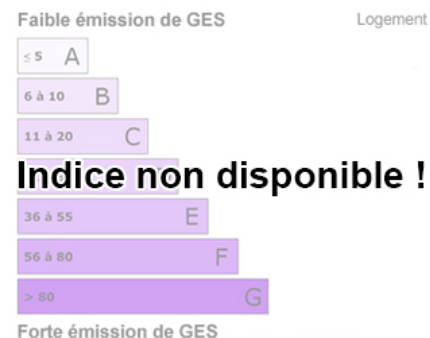 Faible émission de GES
Logement
≤ 5 A
6 à 10 B
11 à 20 C
Indice non disponible !
36 à 55 E
56 à 80 F
> 80 G
Forte émission de GES